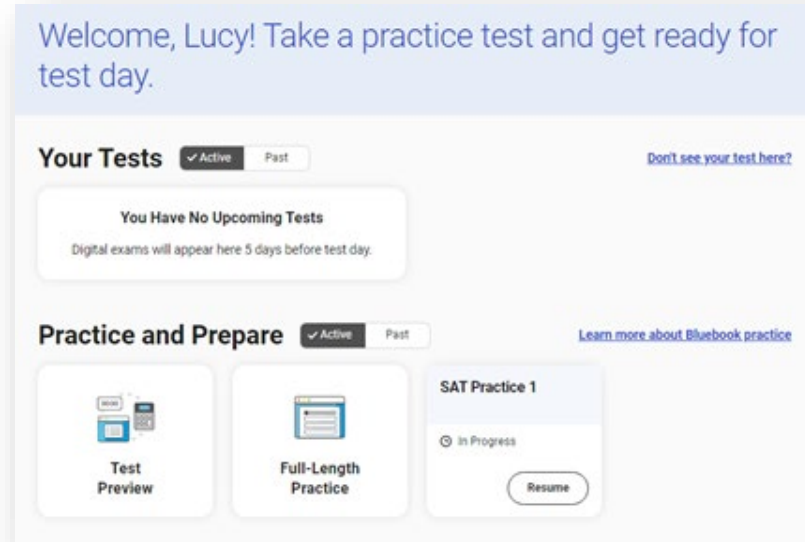 Welcome, Lucy! Take a practice test and get ready for
test day.
Your Tests
Active
Past
Don't see your test here?
You Have No Upcoming Tests
Digital exams will appear here 5 days before test day.
Practice and Prepare
Active
Past
Learn more about Bluebook practice
Test
Preview
Full-Length
Practice
SAT Practice 1
In Progress
Resume